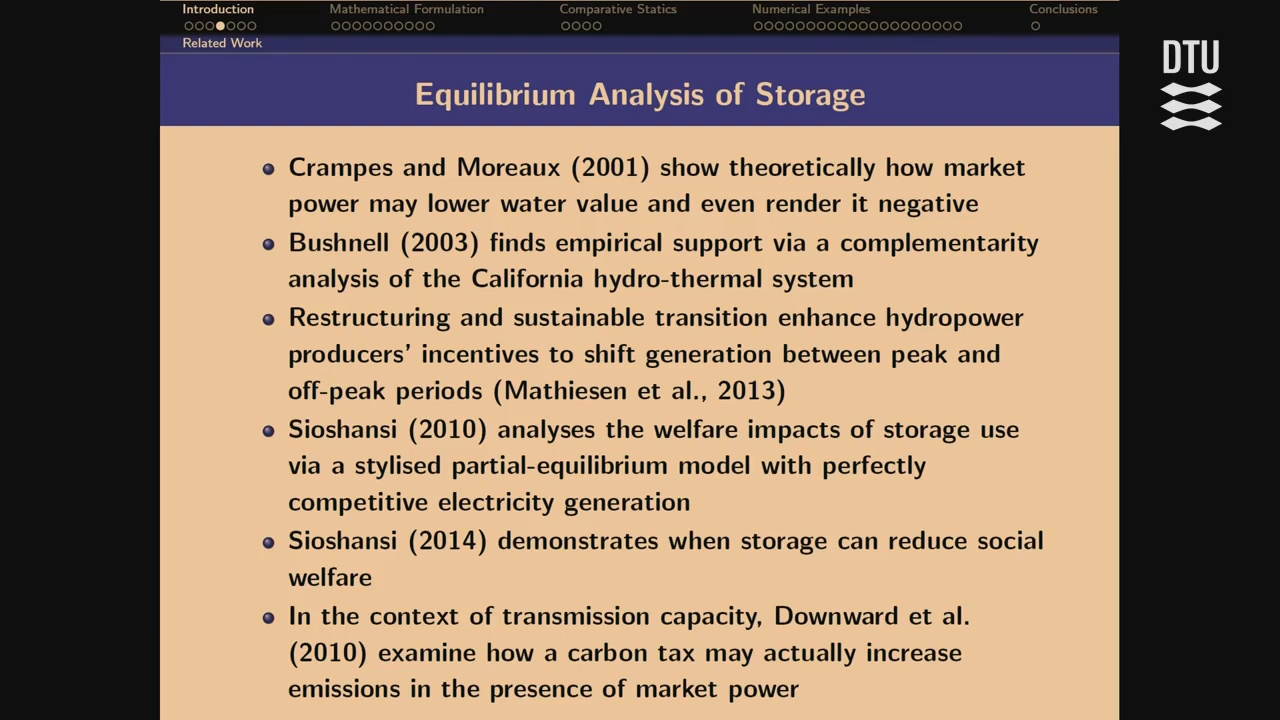 Introduction
Mathematical Formulation
Comparative Statics
Numerical Examples
Conclusions
Related Work
DTU
Equilibrium Analysis of Storage
Crampes and Moreaux (2001) show theoretically how market
power may lower water value and even render it negative
Bushnell (2003) finds empirical support via a complementarity
analysis of the California hydro-thermal system
Restructuring and sustainable transition enhance hydropower
producers' incentives to shift generation between peak and
off-peak periods (Mathiesen et al., 2013)
Sioshansi (2010) analyses the welfare impacts of storage use
via a stylised partial-equilibrium model with perfectly
competitive electricity generation
Sioshansi (2014) demonstrates when storage can reduce social
welfare
In the context of transmission capacity, Downward et al.
(2010) examine how a carbon tax may actually increase
emissions in the presence of market power